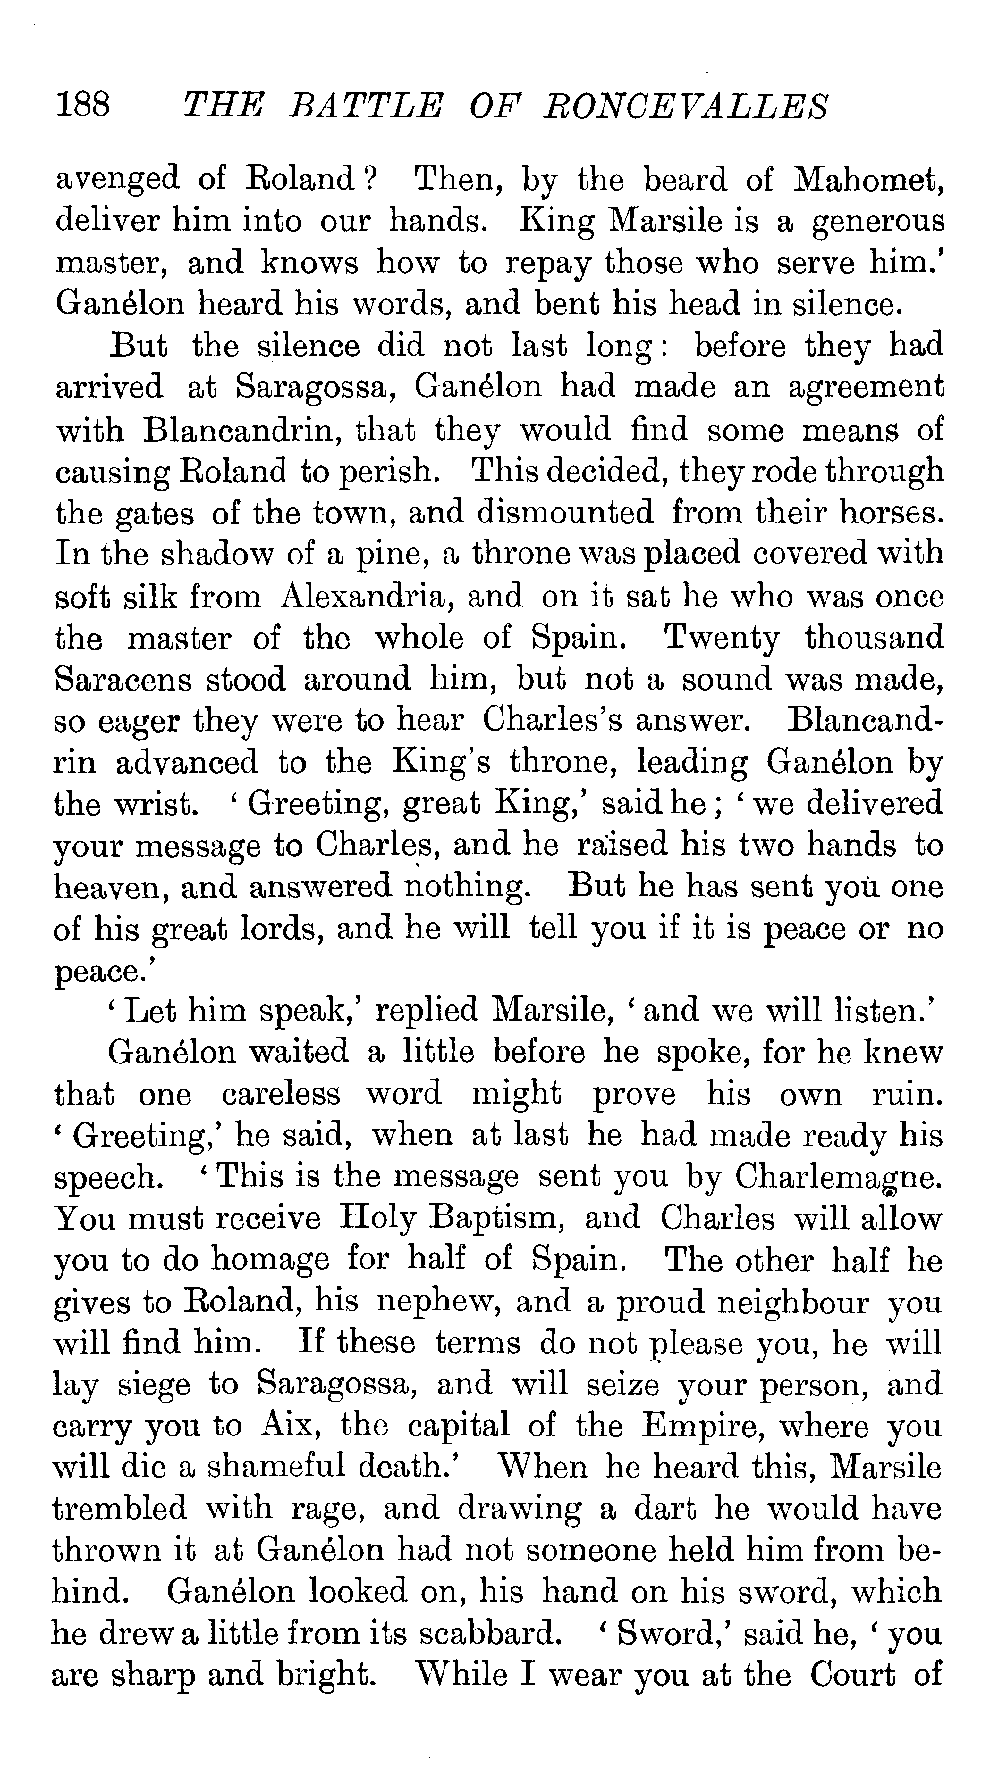 188 THE BATTLE OF RONCEVALLES
avenged of Roland? Then, by the beard of Mahomet,
deliver him into our hands. King Marsile is a generous
master, and knows how to repay those who serve him.'
Ganélon heard his words, and bent his head in silence.
But the silence did not last long: before they had
arrived at Saragossa, Ganélon had made an agreement
with Blancandrin, that they would find some means of
causing Roland to perish. This decided, they rode through
the gates of the town, and dismounted from their horses.
In the shadow of a pine, a throne was placed covered with
soft silk from Alexandria, and on it sat he who was once
the master of the whole of Spain. Twenty thousand
Saracens stood around him, but not a sound was made,
so eager they were to hear Charles's answer. Blancand-
rin advanced to the King's throne, leading Ganélon by
the wrist. 'Greeting, great King,' said he; 'we delivered
your message to Charles, and he raised his two hands to
heaven, and answered nothing. But he has sent you one
of his great lords, and he will tell you if it is peace or no
peace.'
'Let him speak,' replied Marsile, 'and we will listen.'
Ganélon waited a little before he spoke, for he knew
that one careless word might prove his own ruin.
'Greeting,' he said, when at last he had made ready his
speech. 'This is the message sent you by Charlemagne.
You must receive Holy Baptism, and Charles will allow
you to do homage for half of Spain. The other half he
gives to Roland, his nephew, and a proud neighbour you
will find him. If these terms do not please you, he will
lay siege to Saragossa, and will seize your person, and
carry you to Aix, the capital of the Empire, where you
will die a shameful death.' When he heard this, Marsile
trembled with rage, and drawing a dart he would have
thrown it at Ganélon had not someone held him from be-
hind. Ganélon looked on, his hand on his sword, which
he drew a little from its scabbard. 'Sword,' said he, 'you
are sharp and bright. While I wear you at the Court of